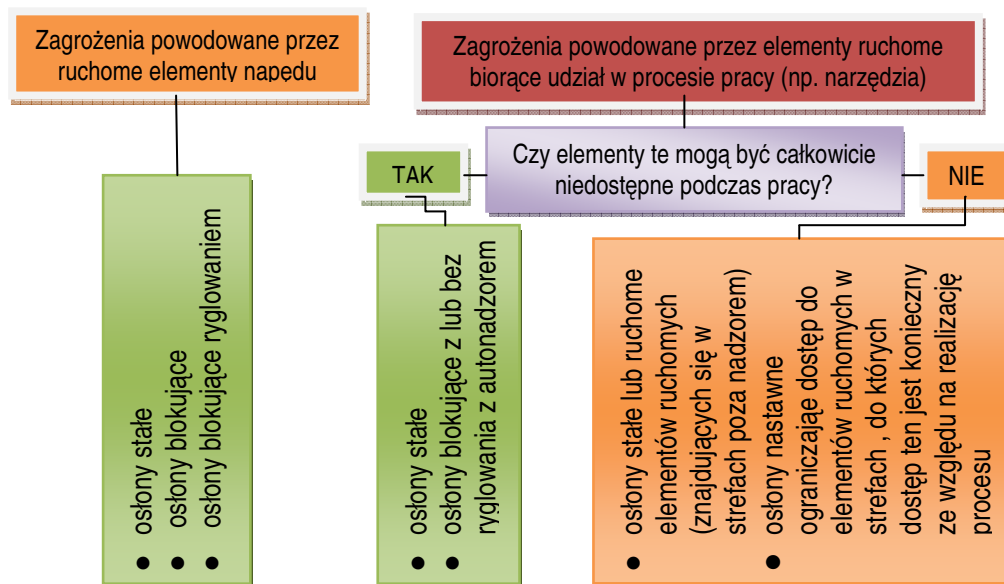 Zagrożenia powodowane przez
ruchome elementy napędu
Zagrożenia powodowane przez elementy ruchome
biorące udział w procesie pracy (np. narzędzia)
Czy elementy te mogą być całkowicie
niedostępne podczas pracy?
TAK
NIE
● osłony stałe
● osłony blokujące
● osłony blokujące ryglowaniem
● osłony stałe
● osłony blokujące z lub bez
ryglowania z autonadzorem
● osłony stałe lub ruchome
elementów ruchomych
(znajdujących się w
strefach poza nadzorem)
● osłony nastawne
ograniczając dostęp do
elementów ruchomych w
strefach , do których
dostęp ten jest konieczny
ze względu na realizację
procesu